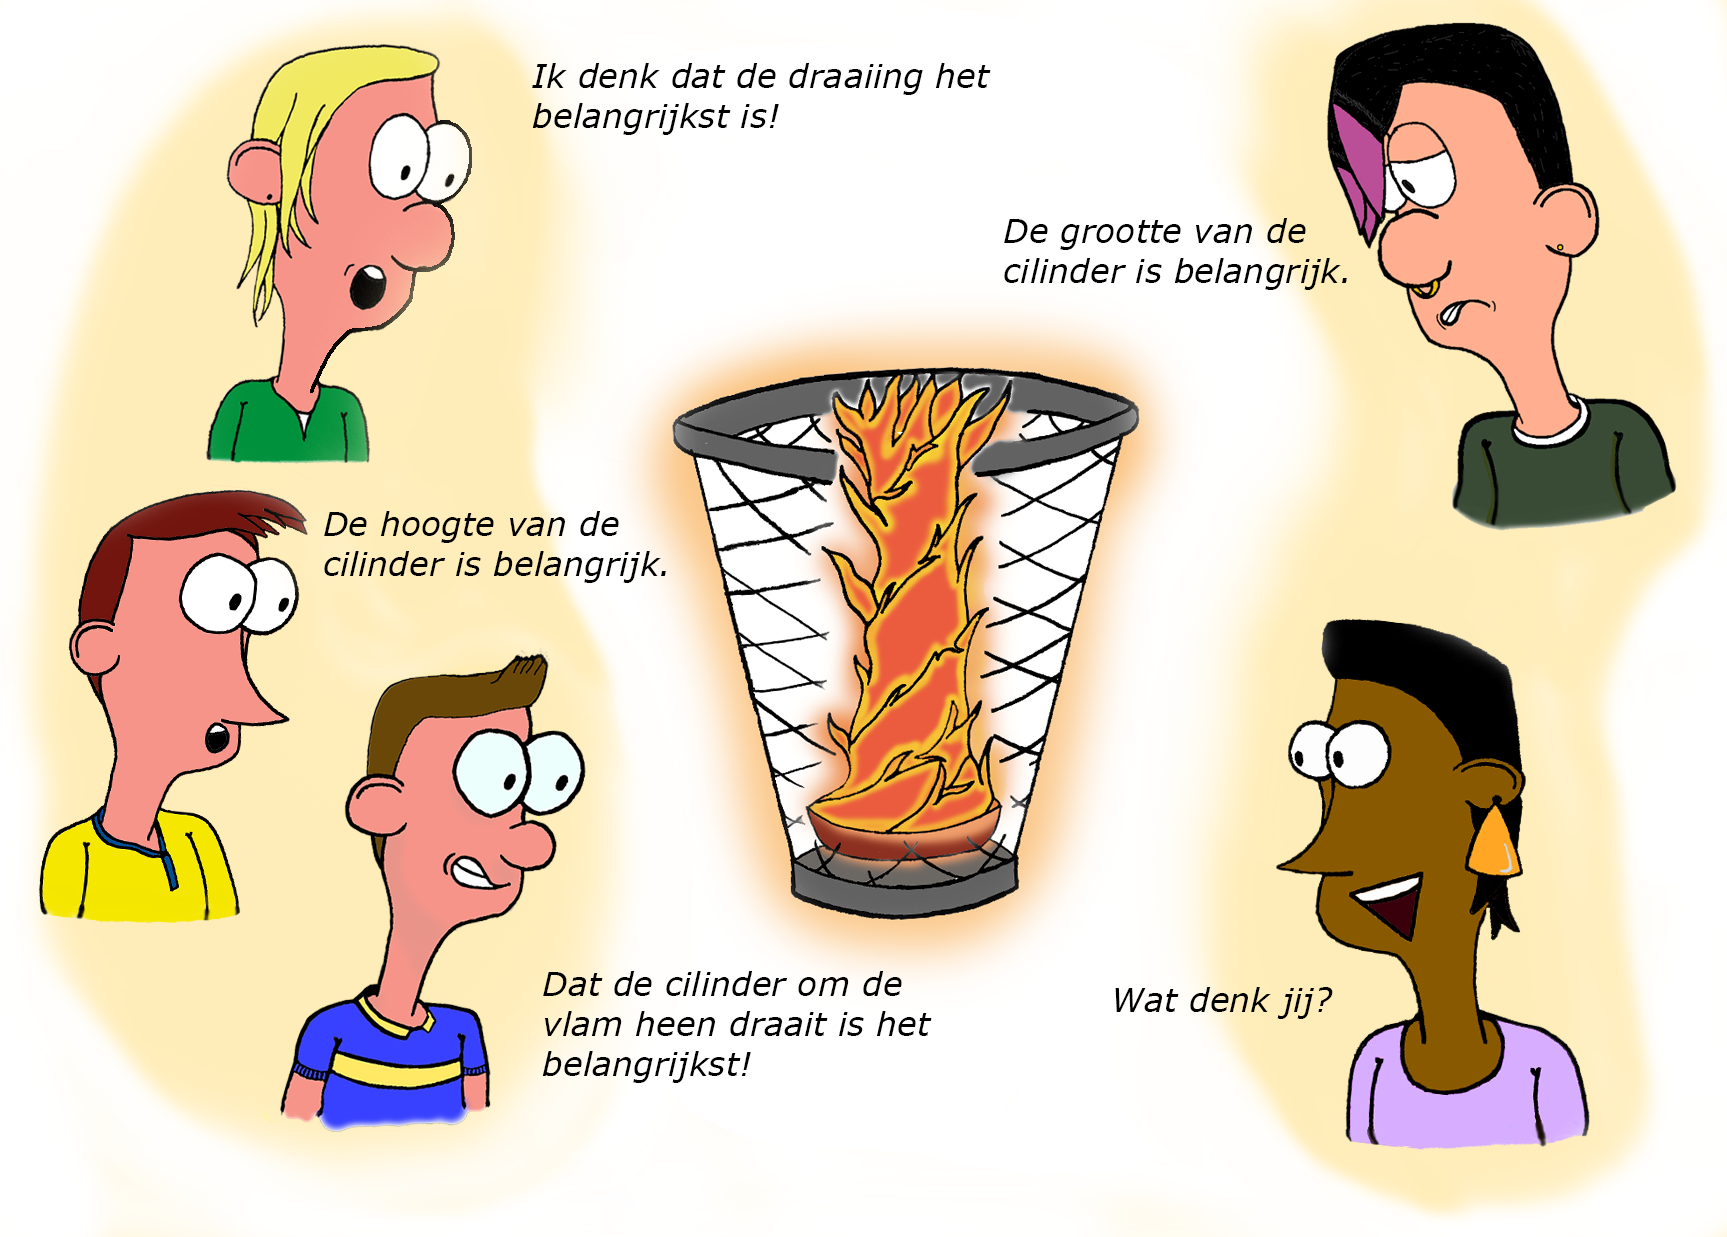 Ik denk dat de draaiing het
belangrijkst is!
De grootte van de
cilinder is belangrijk.
De hoogte van de
cilinder is belangrijk.
Dat de cilinder om de
vlam heen draait is het
belangrijkst!
Wat denk jij?